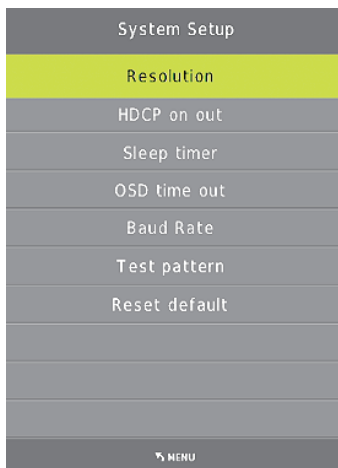 System Setup
Resolution
HDCP on out
Sleep timer
OSD time out
Baud Rate
Test pattern
Reset default
MENU